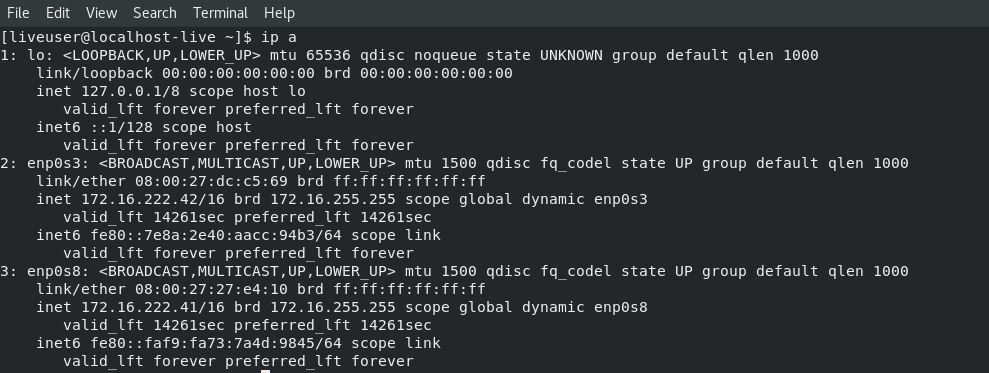 File Edit View Search Terminal Help
[liveuser@localhost-live ~]$ ip a
1: lo: <LOOPBACK,UP,LOWER_UP> mtu 65536 qdisc noqueue state UNKNOWN group default qlen 1000
    link/loopback 00:00:00:00:00:00 brd 00:00:00:00:00:00
    inet 127.0.0.1/8 scope host lo
       valid_lft forever preferred_lft forever
    inet6 ::1/128 scope host
       valid_lft forever preferred_lft forever
2: enp0s3: <BROADCAST,MULTICAST,UP,LOWER_UP> mtu 1500 qdisc fq_codel state UP group default qlen 1000
    link/ether 08:00:27:dc:c5:69 brd ff:ff:ff:ff:ff:ff
    inet 172.16.222.42/16 brd 172.16.255.255 scope global dynamic enp0s3
       valid_lft 14261sec preferred_lft 14261sec
    inet6 fe80::7e8a:2e40:aacc:94b3/64 scope link
       valid_lft forever preferred_lft forever
3: enp0s8: <BROADCAST,MULTICAST,UP,LOWER_UP> mtu 1500 qdisc fq_codel state UP group default qlen 1000
    link/ether 08:00:27:27:e4:10 brd ff:ff:ff:ff:ff:ff
    inet 172.16.222.41/16 brd 172.16.255.255 scope global dynamic enp0s8
       valid_lft 14261sec preferred_lft 14261sec
    inet6 fe80::faf9:fa73:7a4d:9845/64 scope link
       valid_lft forever preferred_lft forever